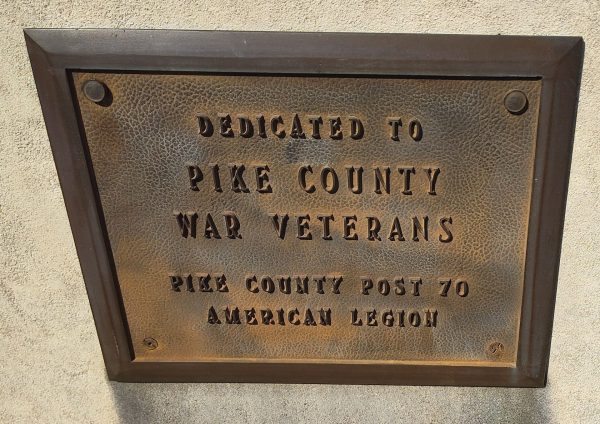 DEDICATED TO
PIKE COUNTY
WAR VETERANS
PIKE COUNTY POST 70
AMERICAN LEGION